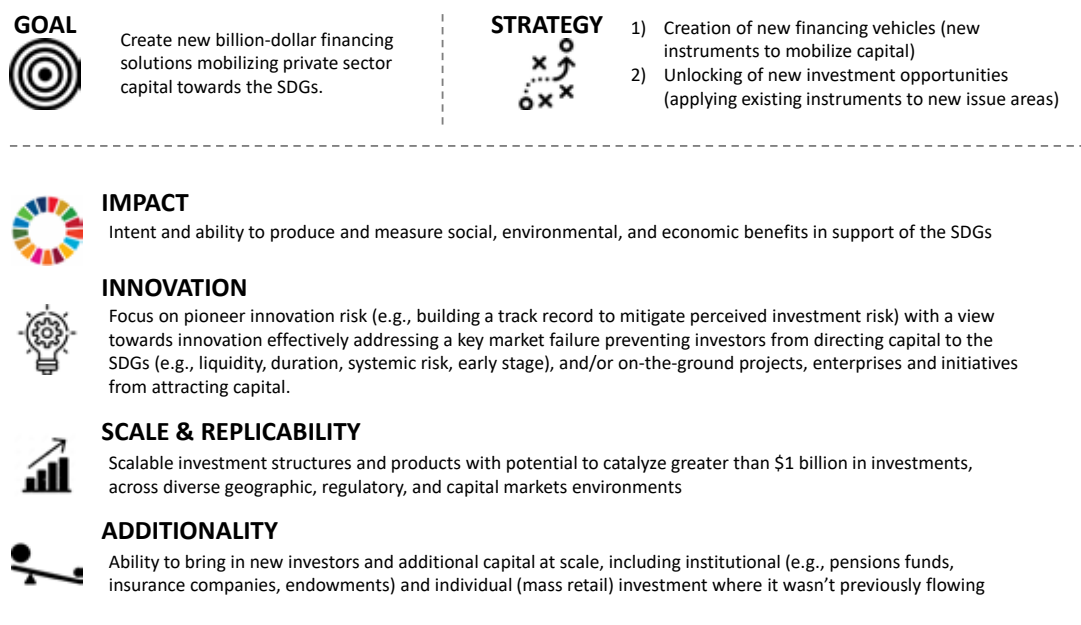 GOAL
Create new billion-dollar financing
solutions mobilizing private sector
capital towards the SDGs.
STRATEGY
1) Creation of new financing vehicles (new
instruments to mobilize capital)
2) Unlocking of new investment opportunities
(applying existing instruments to new issue areas)
IMPACT
Intent and ability to produce and measure social, environmental, and economic benefits in support of the SDGs
INNOVATION
Focus on pioneer innovation risk (e.g., building a track record to mitigate perceived investment risk) with a view
towards innovation effectively addressing a key market failure preventing investors from directing capital to the
SDGs (e.g., liquidity, duration, systemic risk, early stage), and/or on-the-ground projects, enterprises and initiatives
from attracting capital.
SCALE & REPLICABILITY
Scalable investment structures and products with potential to catalyze greater than $1 billion in investments,
across diverse geographic, regulatory, and capital markets environments
ADDITIONALITY
Ability to bring in new investors and additional capital at scale, including institutional (e.g., pensions funds,
insurance companies, endowments) and individual (mass retail) investment where it wasn't previously flowing